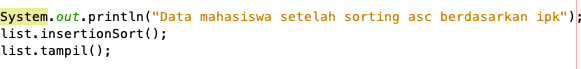 System.out.println("Data mahasiswa setelah sorting asc berdasarkan ipk");
list.insertionSort();
list.tampil();